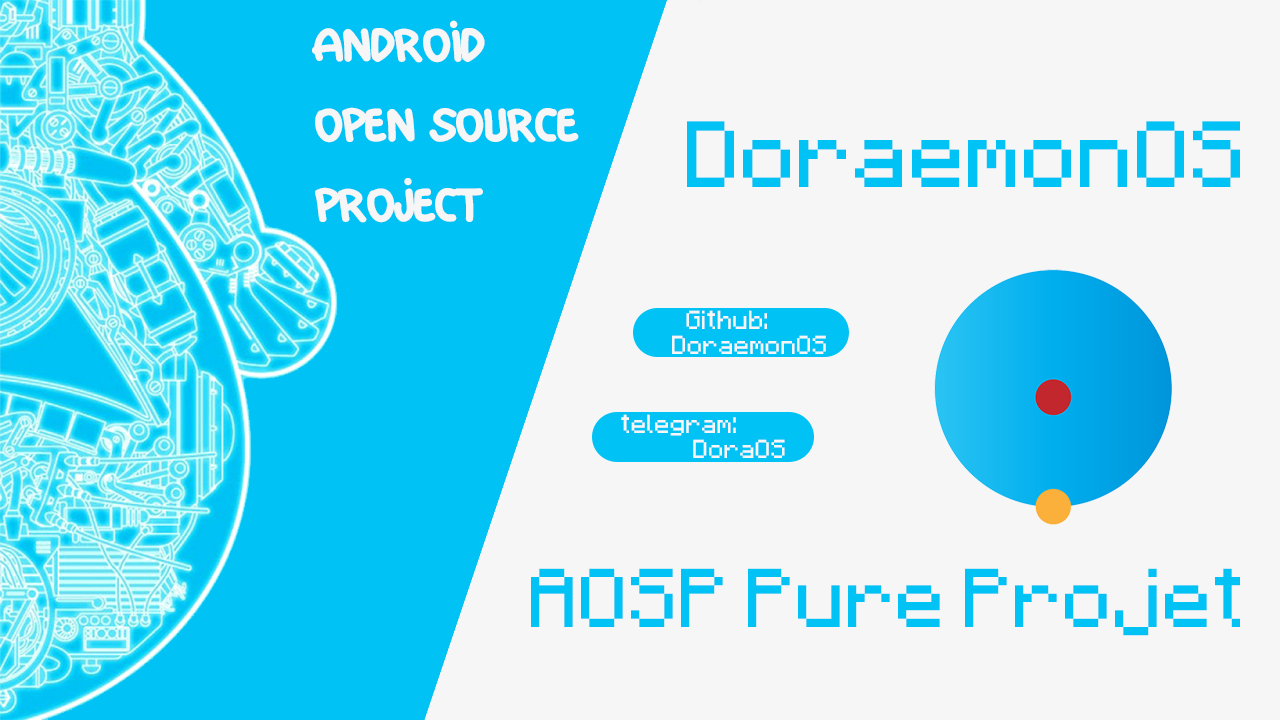 ANDROID
OPEN SOURCE
PROJECT
DoraemonOS
Github:
DoraemonOS
telegram:
DoraOS
AOSP Pure Projet